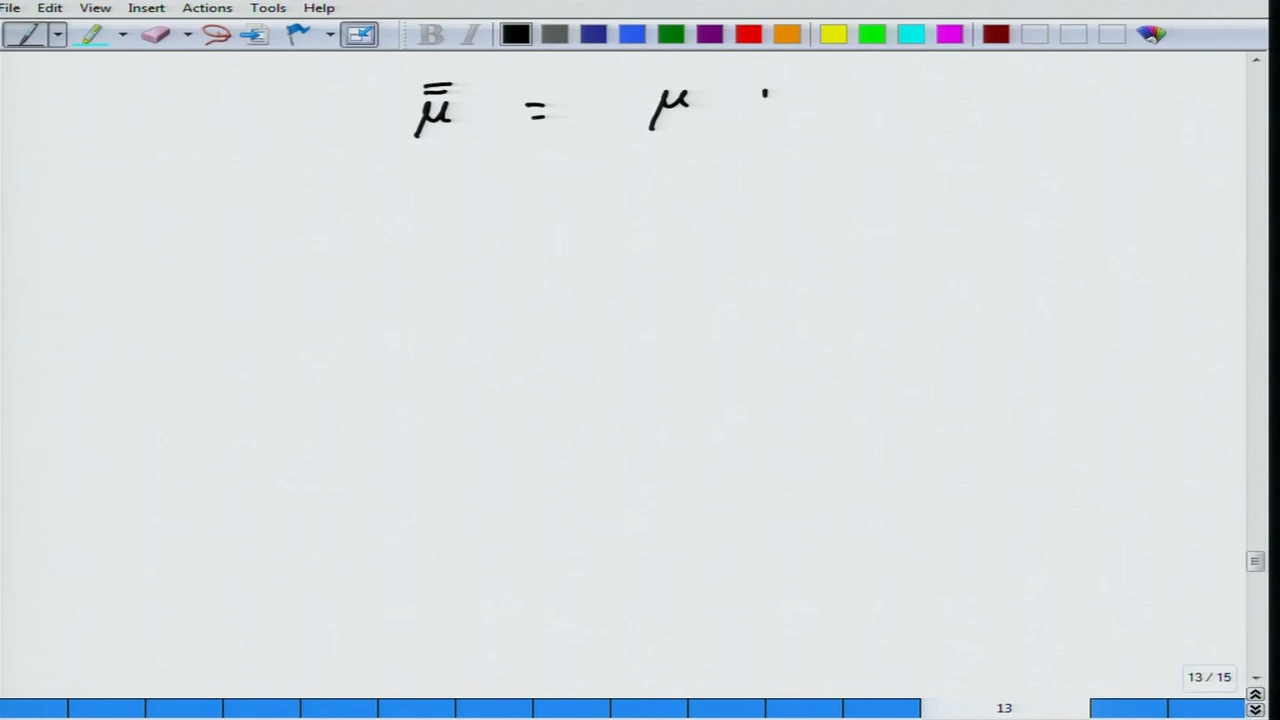 File Edit View Insert Actions Tools Help
B I
μ̿ = μ ·
13 / 15
13